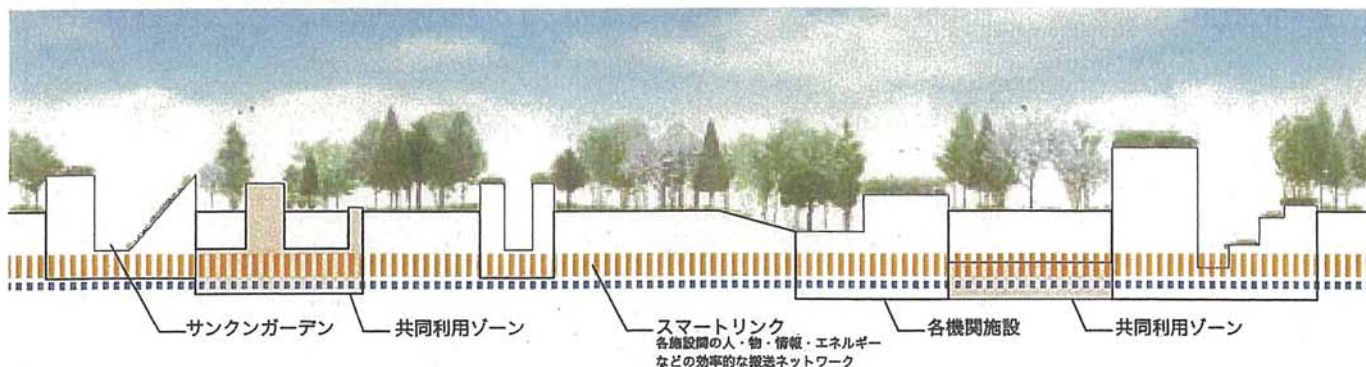 サンクンガーデン
共同利用ゾーン
スマートリンク
各施設間の人・物・情報・エネルギー
などの効率的な搬送ネットワーク
各機関施設
共同利用ゾーン